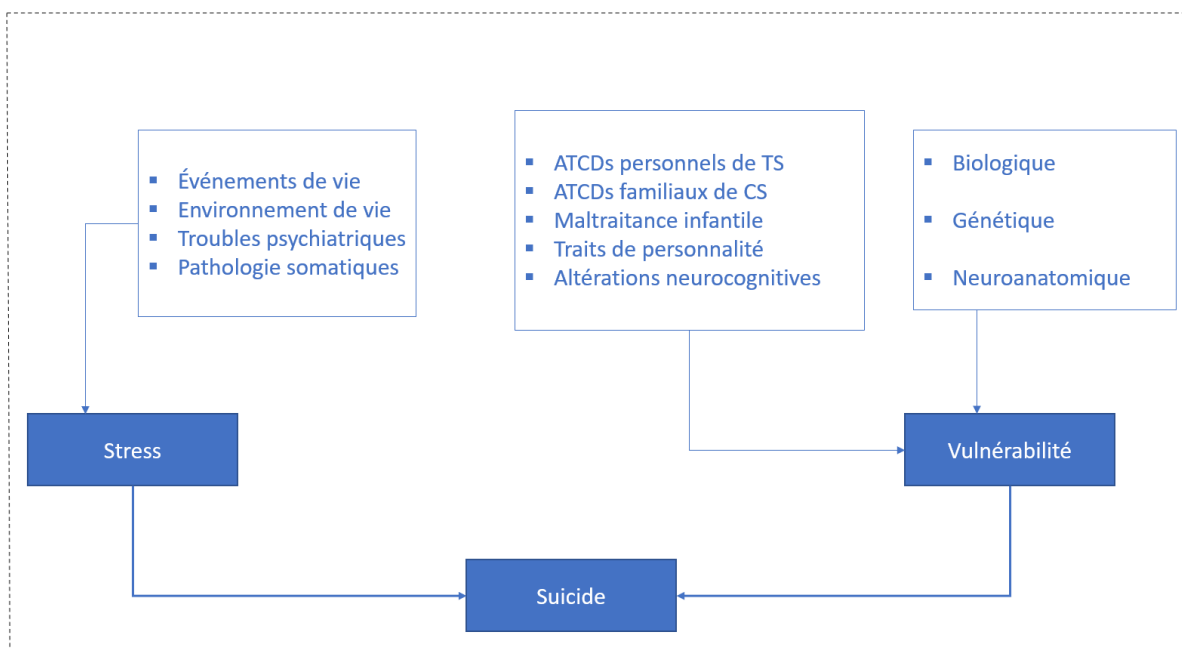 Événements de vie
Environnement de vie
Troubles psychiatriques
Pathologie somatiques
ATCDs personnels de TS
ATCDs familiaux de CS
Maltraitance infantile
Traits de personnalité
Altérations neurocognitives
Biologique
Génétique
Neuroanatomique
Stress
Vulnérabilité
Suicide